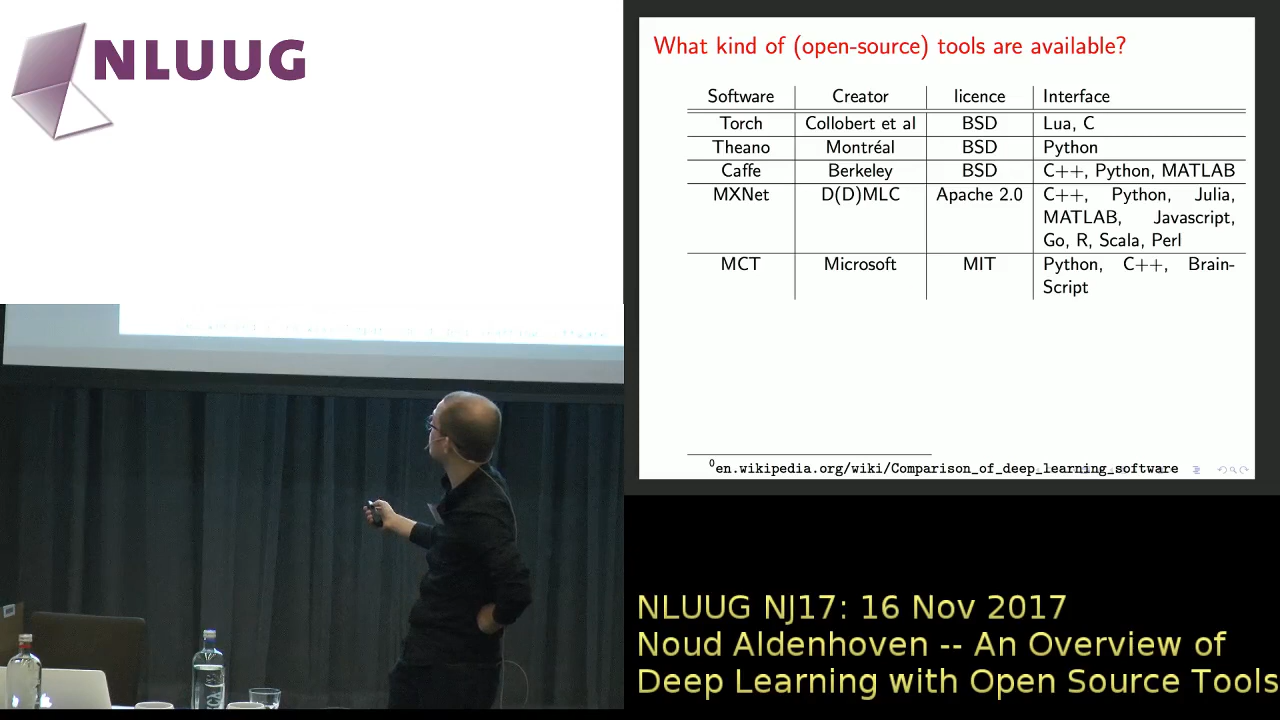 NLUUG
What kind of (open-source) tools are available?
Software Creator licence Interface
Torch Collobert et al BSD Lua, C
Theano Montréal BSD Python
Caffe Berkeley BSD C++, Python, MATLAB
MXNet D(D)MLC Apache 2.0 C++, Python, Julia,
MATLAB, Javascript,
Go, R, Scala, Perl
MCT Microsoft MIT Python, C++, Brain-
Script
0en.wikipedia.org/wiki/Comparison_of_deep_learning_software
NLUUG NJ17: 16 Nov 2017
Noud Aldenhoven -- An Overview of
Deep Learning with Open Source Tools